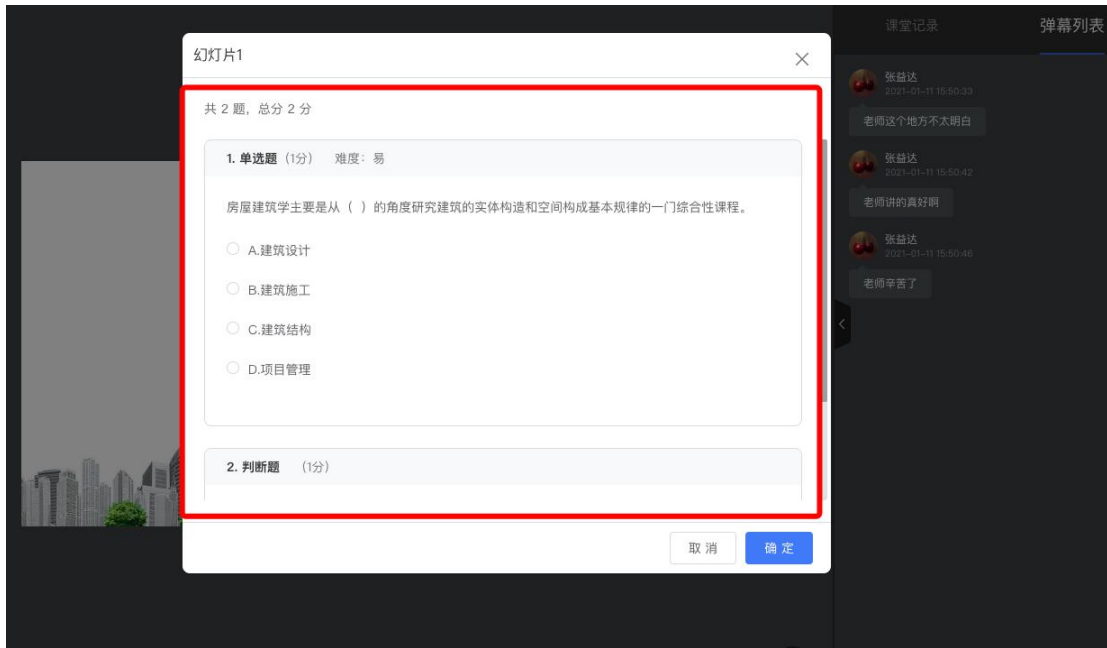 课堂记录
弹幕列表
幻灯片1
共 2 题，总分 2 分
1. 单选题（1分） 难度：易
房屋建筑学主要是从（ ）的角度研究建筑的实体构造和空间构成基本规律的一门综合性课程。
A.建筑设计
B.建筑施工
C.建筑结构
D.项目管理
2. 判断题 （1分）
取 消
确 定
张益达
2021-01-11 15:50:33
老师这个地方不太明白
张益达
2021-01-11 15:50:42
老师讲的真好啊
张益达
2021-01-11 15:50:46
老师辛苦了